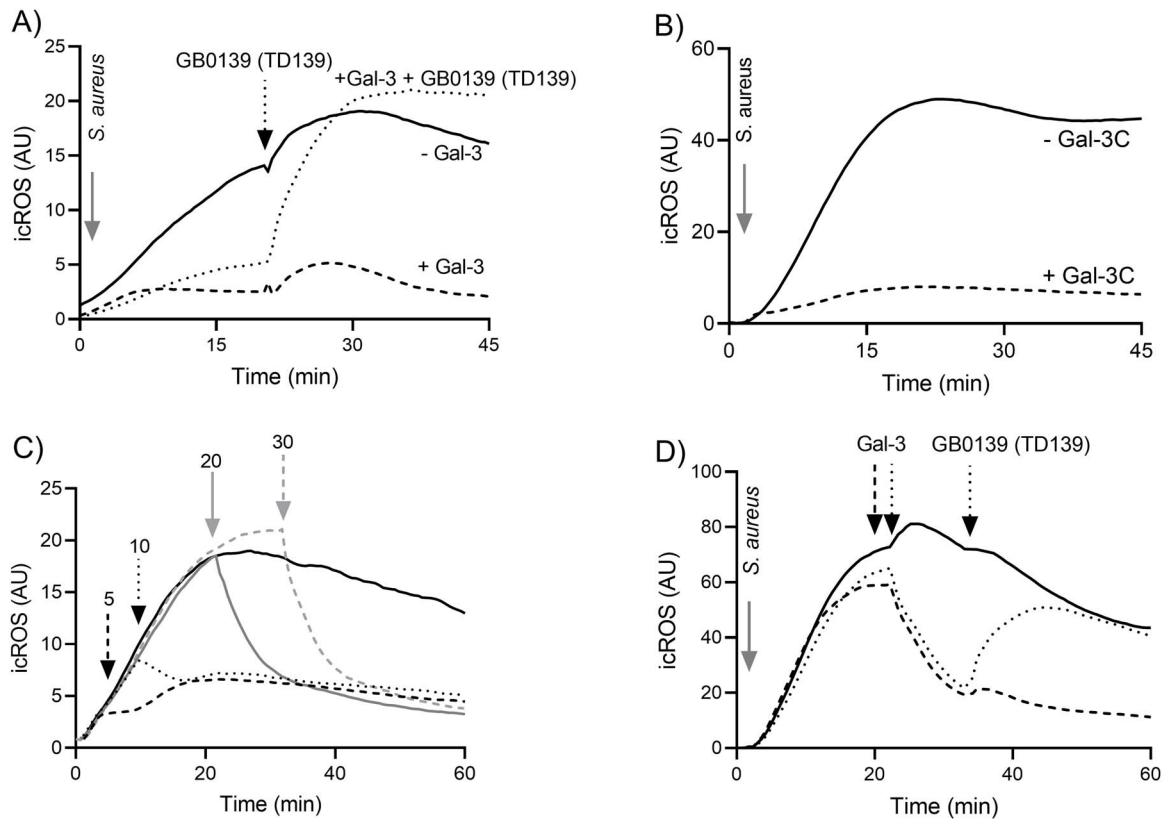 A)
GB0139 (TD139)
+Gal-3 + GB0139 (TD139)
S. aureus
- Gal-3
+ Gal-3
icROS (AU)
25
20
15
10
5
0
0 15 30 45
Time (min)
B)
S. aureus
- Gal-3C
+ Gal-3C
icROS (AU)
60
40
20
0
0 15 30 45
Time (min)
C)
5
10
20
30
icROS (AU)
25
20
15
10
5
0
0 20 40 60
Time (min)
D)
Gal-3 GB0139 (TD139)
S. aureus
icROS (AU)
100
80
60
40
20
0
0 20 40 60
Time (min)